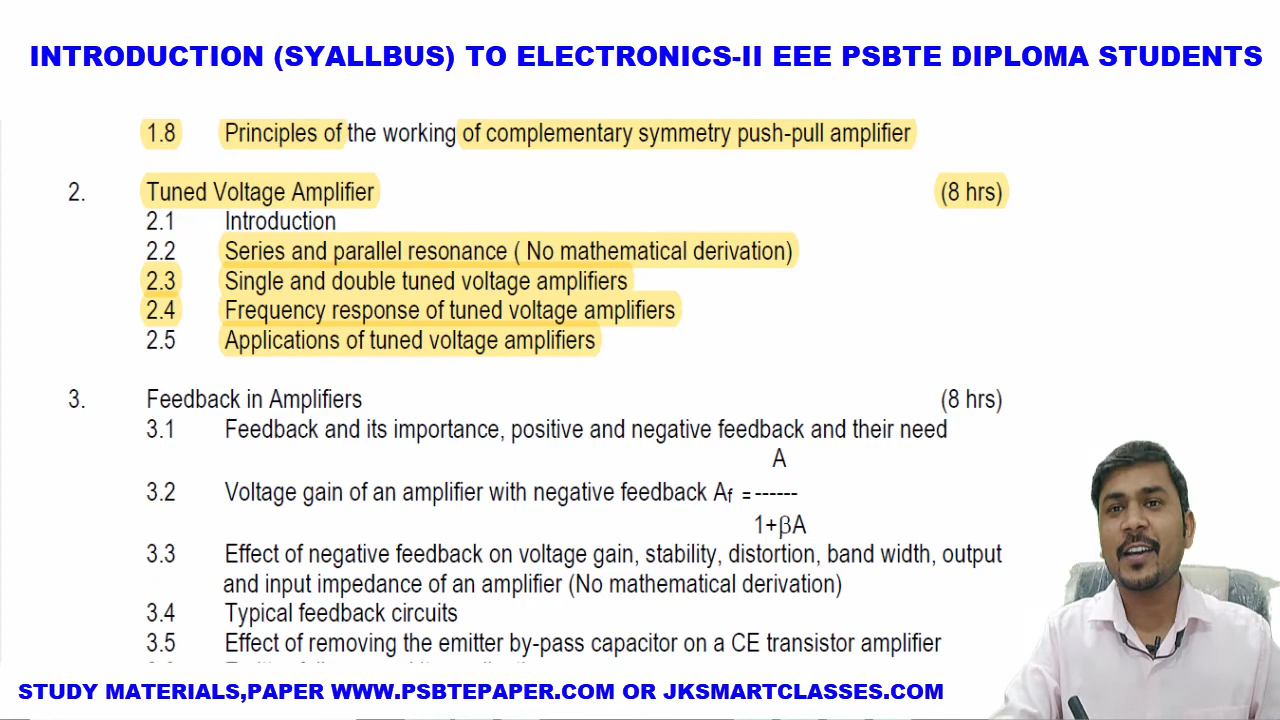 INTRODUCTION (SYALLBUS) TO ELECTRONICS-II EEE PSBTE DIPLOMA STUDENTS
1.8 Principles of the working of complementary symmetry push-pull amplifier
2. Tuned Voltage Amplifier (8 hrs)
2.1 Introduction
2.2 Series and parallel resonance ( No mathematical derivation)
2.3 Single and double tuned voltage amplifiers
2.4 Frequency response of tuned voltage amplifiers
2.5 Applications of tuned voltage amplifiers
3. Feedback in Amplifiers (8 hrs)
3.1 Feedback and its importance, positive and negative feedback and their need
A
3.2 Voltage gain of an amplifier with negative feedback Af = ------
1+βA
3.3 Effect of negative feedback on voltage gain, stability, distortion, band width, output
and input impedance of an amplifier (No mathematical derivation)
3.4 Typical feedback circuits
3.5 Effect of removing the emitter by-pass capacitor on a CE transistor amplifier
STUDY MATERIALS,PAPER WWW.PSBTEPAPER.COM OR JKSMARTCLASSES.COM